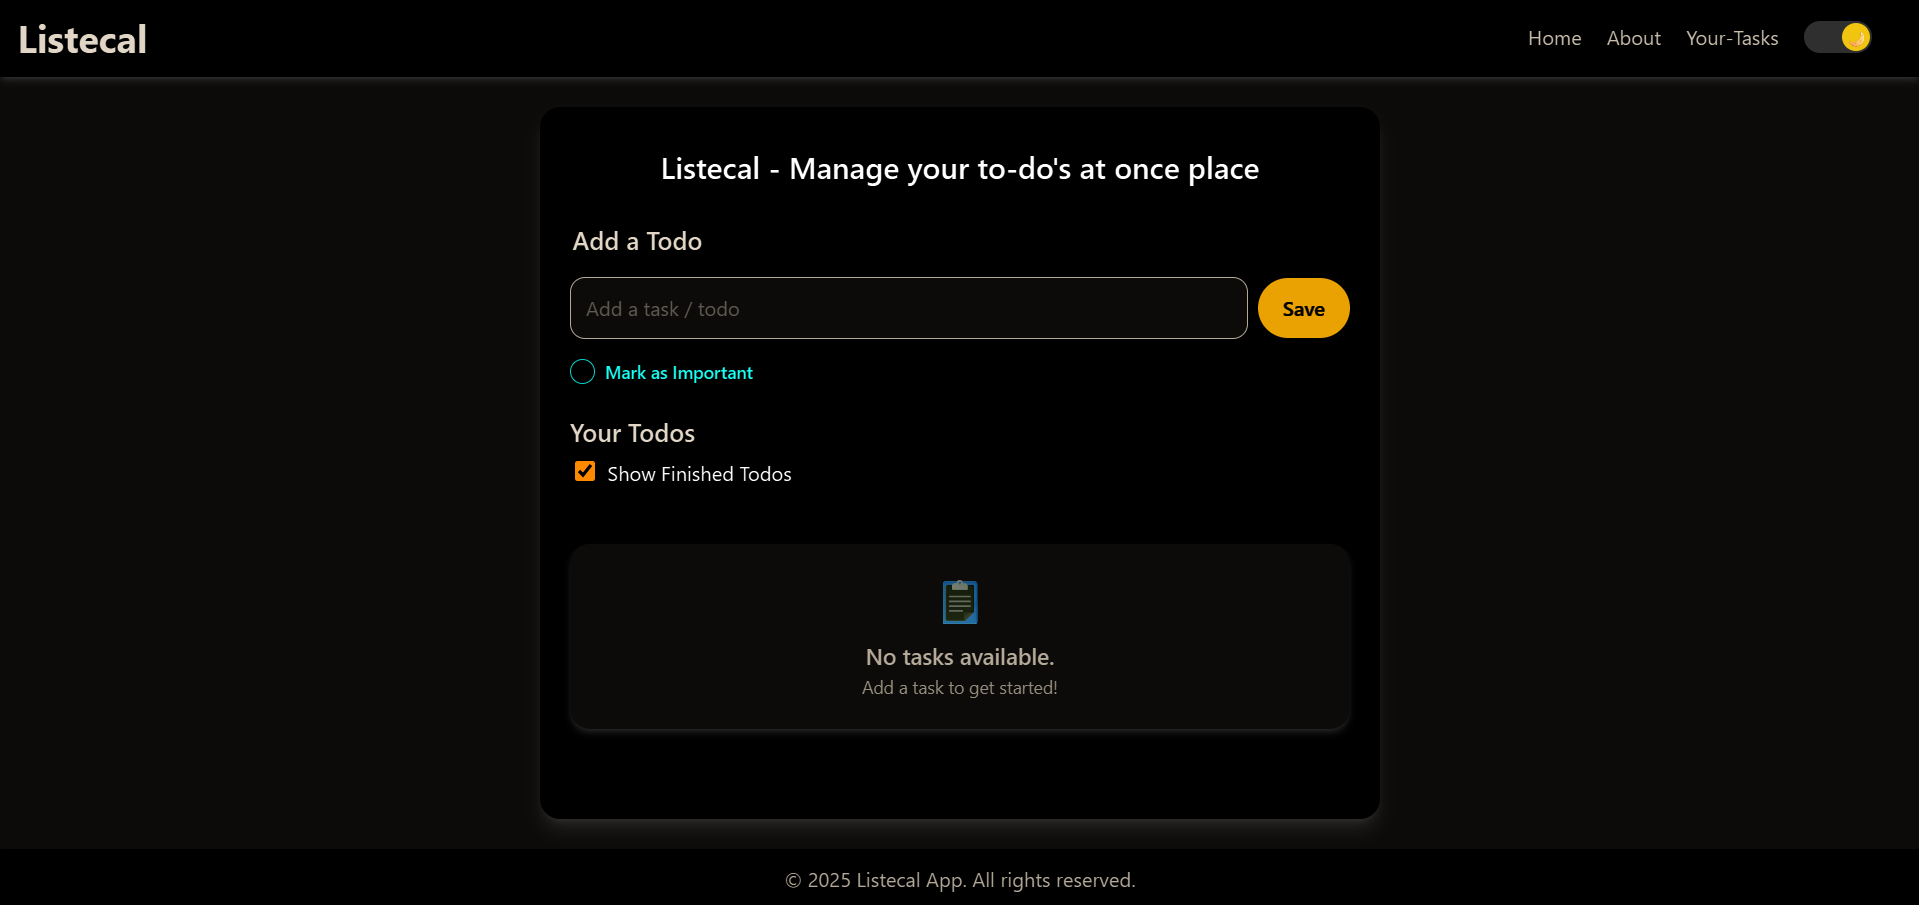 Listecal
Home About Your-Tasks
Listecal - Manage your to-do's at once place
Add a Todo
Add a task / todo
Save
Mark as Important
Your Todos
Show Finished Todos
No tasks available.
Add a task to get started!
© 2025 Listecal App. All rights reserved.